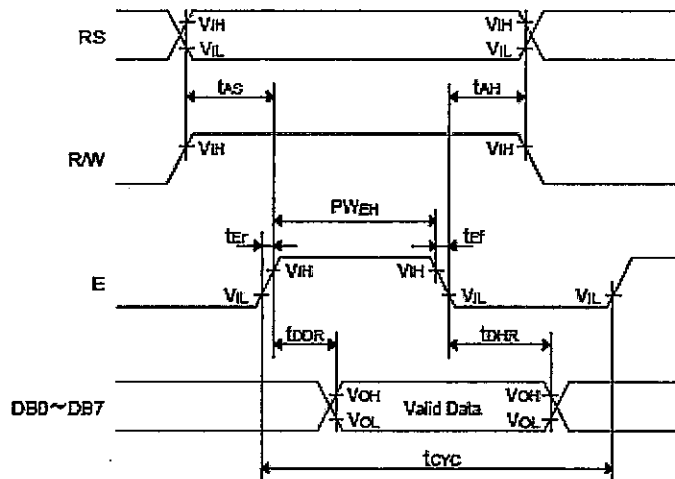 RS
VIH
VIL
VIH
VIL
tAS
tAH
R/W
VIH
VIH
PWEH
tEr
tEf
E
VIH
VIH
VIL
VIL
VIL
tDDR
tDHR
DB0～DB7
VOH
VOL
Valid Data
VOH
VOL
tCYC